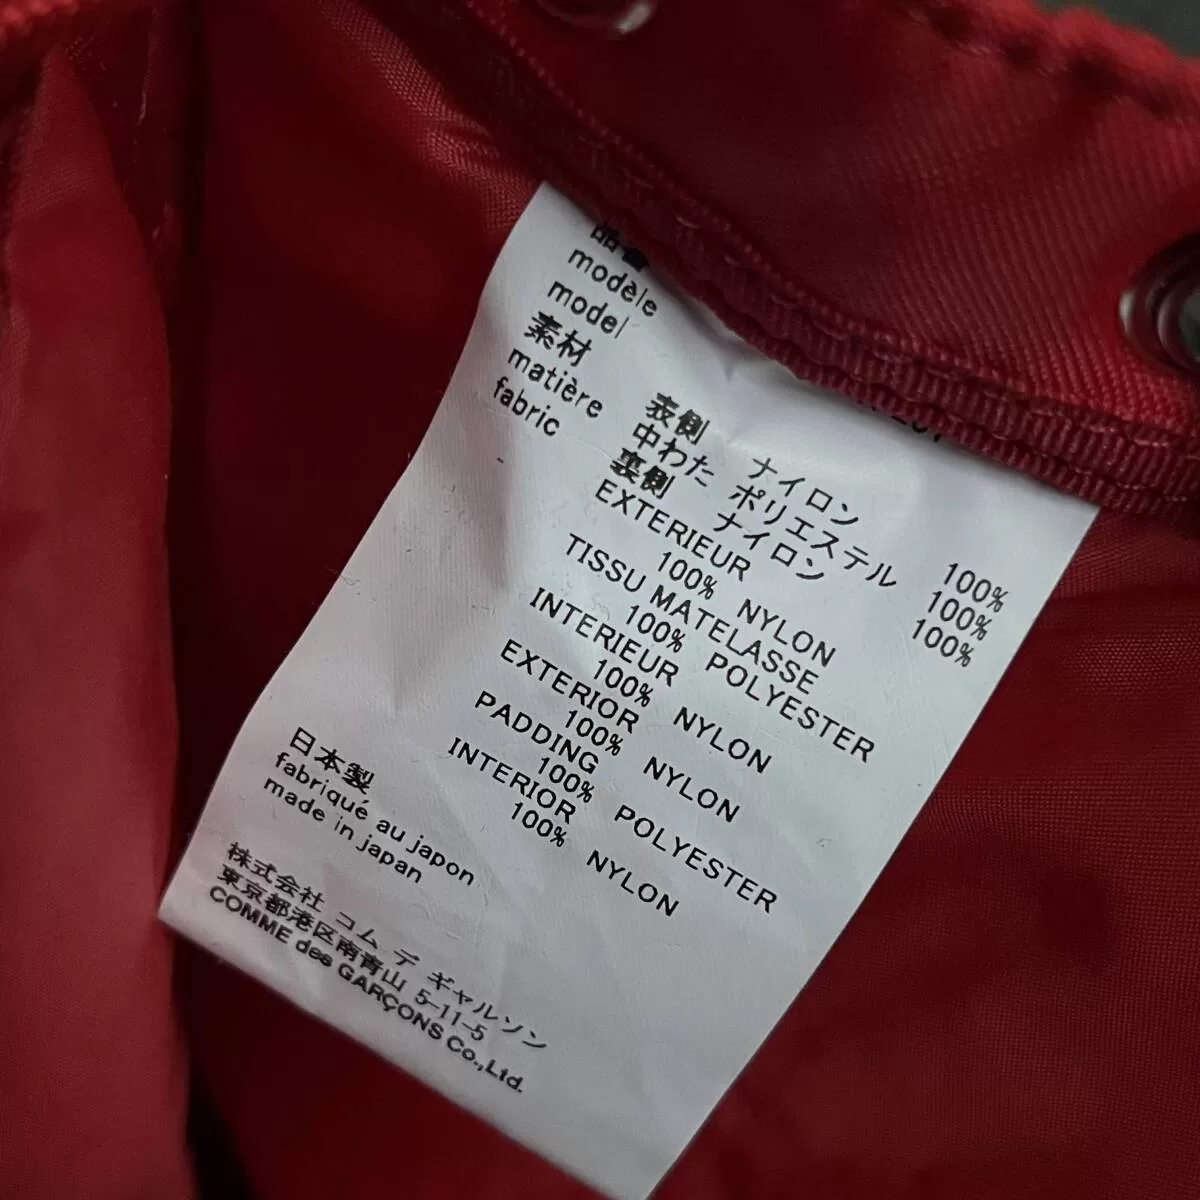 品番
modèle
model
素材
matière
fabric
表側 ナイロン 100%
中わた ポリエステル 100%
裏側 ナイロン 100%
EXTERIEUR
100% NYLON
TISSU MATELASSE
100% POLYESTER
INTERIEUR
100% NYLON
EXTERIOR
100% NYLON
PADDING
100% POLYESTER
INTERIOR
100% NYLON
日本製
fabriqué au japon
made in japan
株式会社 コム デ ギャルソン
東京都港区南青山 5-11-5
COMME des GARÇONS Co.,Ltd.